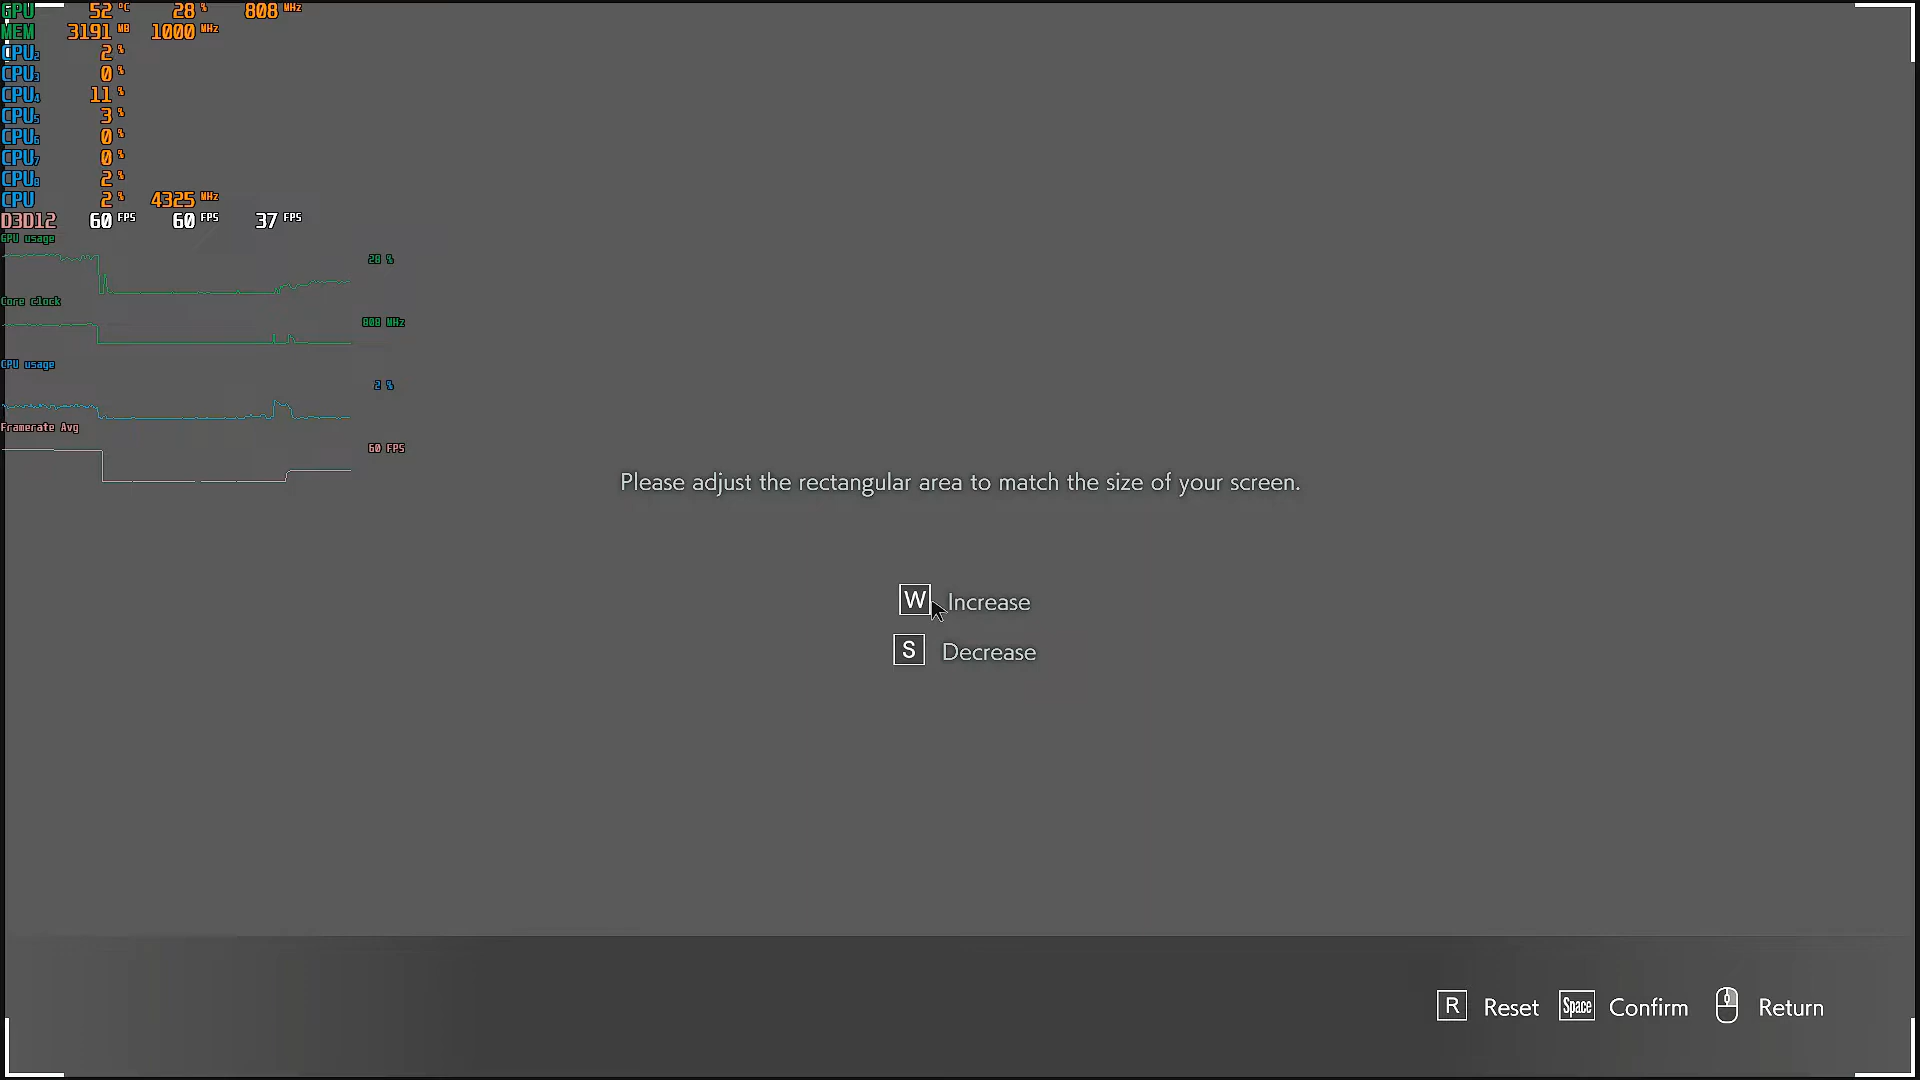 GPU 52 °C 28 % 808 MHz
MEM 3191 MB 1000 MHz
CPU2 2 %
CPU3 0 %
CPU4 11 %
CPU5 3 %
CPU6 0 %
CPU7 0 %
CPU8 2 %
CPU 2 % 4325 MHz
D3D12 60 FPS 60 FPS 37 FPS
GPU usage
28 %
Core clock
808 MHz
CPU usage
2 %
Framerate Avg
60 FPS
Please adjust the rectangular area to match the size of your screen.
W Increase
S Decrease
R Reset Space Confirm Return